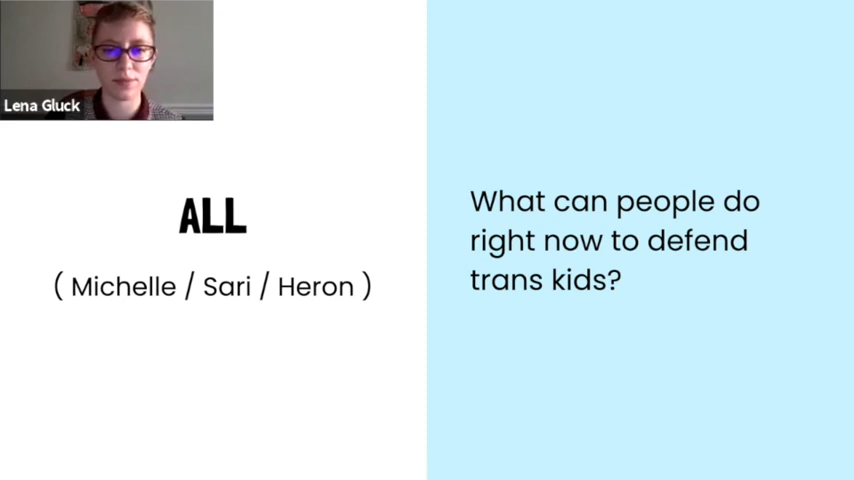 Lena Gluck
ALL
( Michelle / Sari / Heron )
What can people do
right now to defend
trans kids?